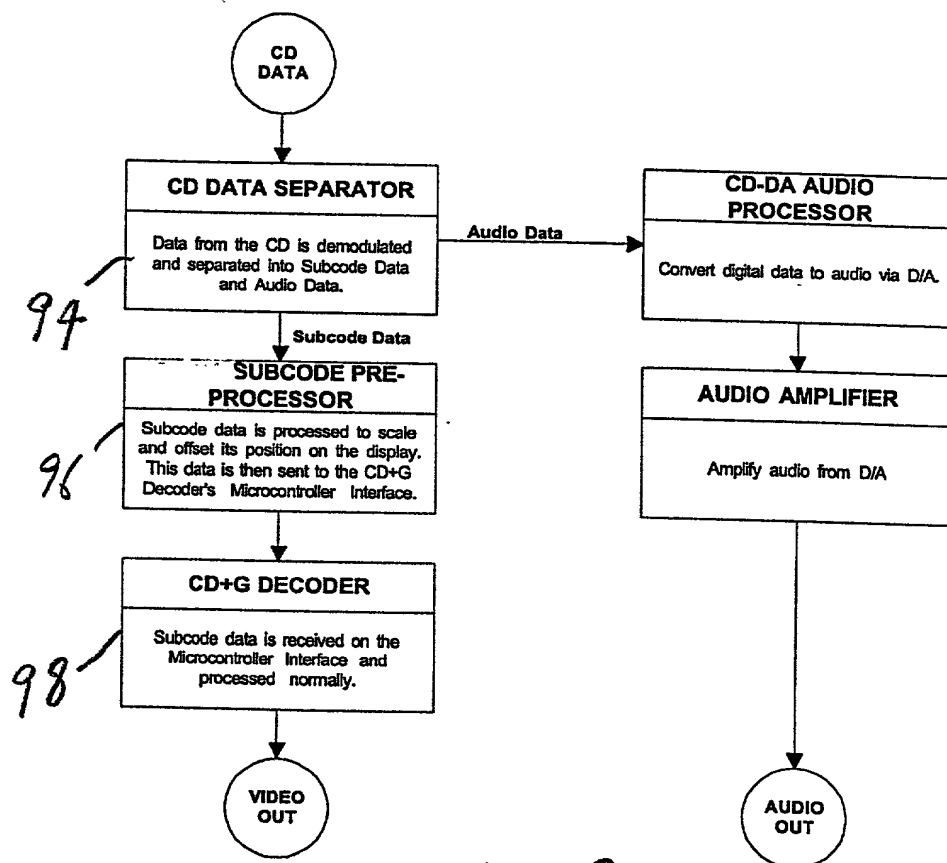 CD
DATA
CD DATA SEPARATOR
Data from the CD is demodulated
and separated into Subcode Data
and Audio Data.
94
Audio Data
CD-DA AUDIO
PROCESSOR
Convert digital data to audio via D/A.
Subcode Data
SUBCODE PRE-
PROCESSOR
Subcode data is processed to scale
and offset its position on the display.
This data is then sent to the CD+G
Decoder's Microcontroller Interface.
96
AUDIO AMPLIFIER
Amplify audio from D/A
CD+G DECODER
Subcode data is received on the
Microcontroller Interface and
processed normally.
98
VIDEO
OUT
AUDIO
OUT